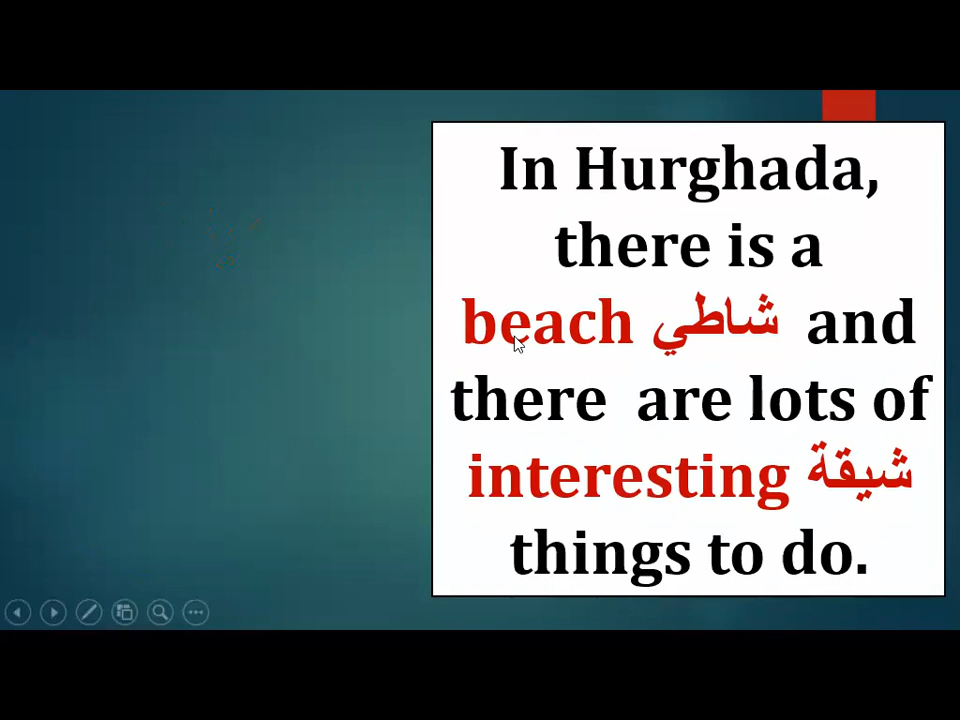 In Hurghada,
there is a
beach شاطي and
there are lots of
interesting شيقة
things to do.